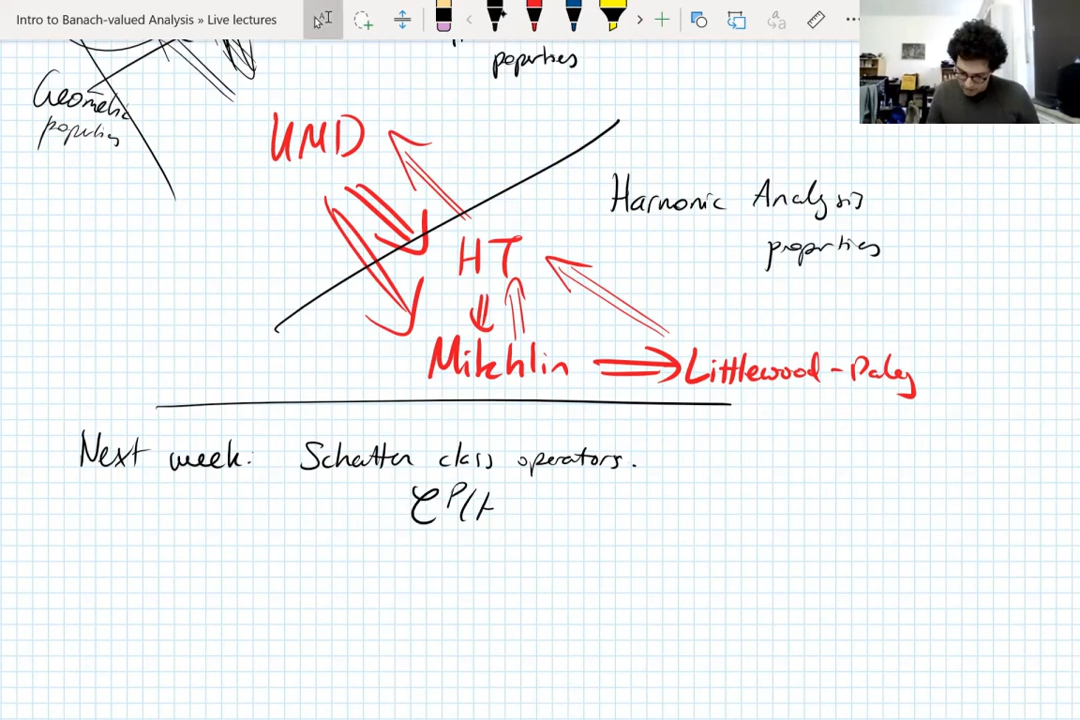 Intro to Banach-valued Analysis » Live lectures
poperties
Geometric
properties
UMD
Harmonic Analysis
properties
HT
Mikhlin
Littlewood-Paley
Next week: Schatten class operators.